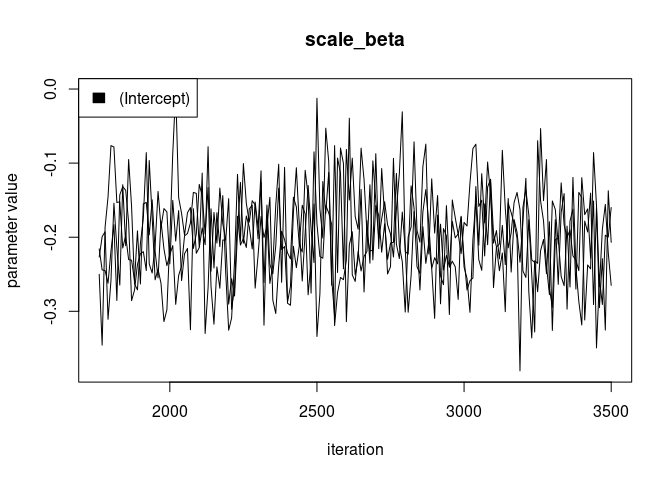 scale_beta
(Intercept)
parameter value
0.0
-0.1
-0.2
-0.3
2000 2500 3000 3500
iteration